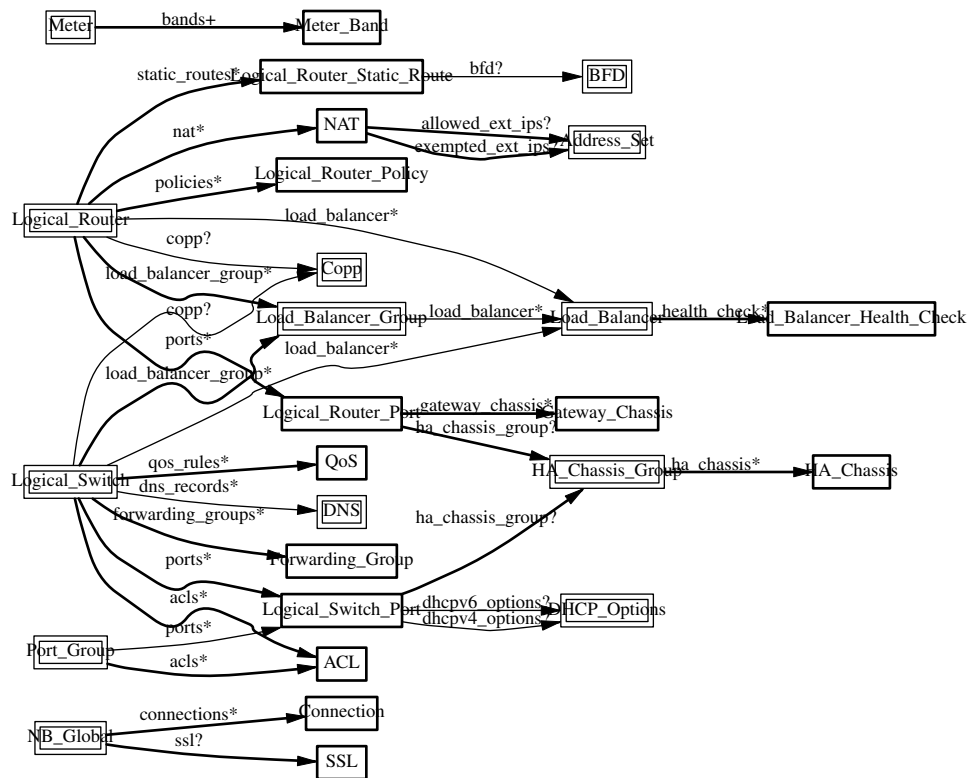 Meter
bands+
Meter_Band
static_routes*
Logical_Router_Static_Route
bfd?
BFD
nat*
NAT
allowed_ext_ips?
exempted_ext_ips?
Address_Set
policies*
Logical_Router_Policy
Logical_Router
load_balancer*
copp?
Copp
load_balancer_group*
copp?
Load_Balancer_Group
load_balancer*
Load_Balancer
health_check*
Load_Balancer_Health_Check
ports*
load_balancer*
load_balancer_group*
Logical_Router_Port
gateway_chassis*
Gateway_Chassis
ha_chassis_group?
Logical_Switch
qos_rules*
QoS
HA_Chassis_Group
ha_chassis*
HA_Chassis
dns_records*
DNS
forwarding_groups*
ha_chassis_group?
Forwarding_Group
ports*
acls*
Logical_Switch_Port
dhcpv6_options?
dhcpv4_options?
DHCP_Options
ports*
Port_Group
acls*
ACL
connections*
Connection
NB_Global
ssl?
SSL